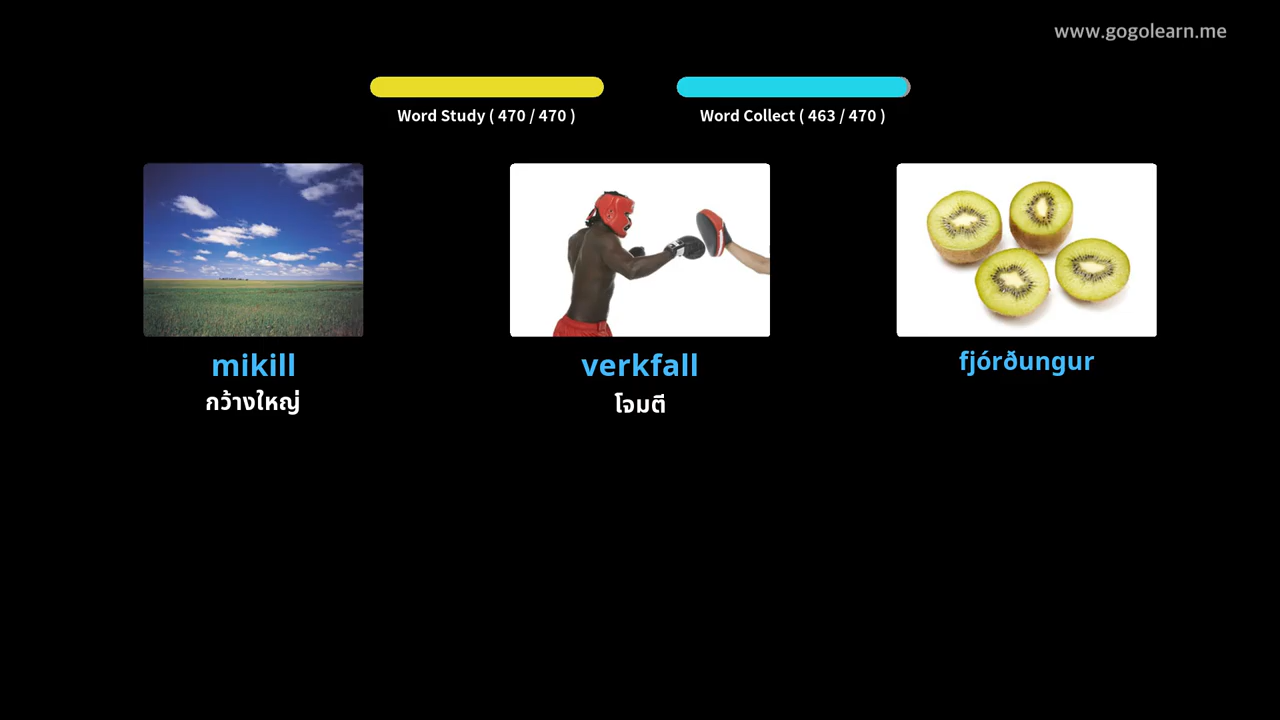 www.gogolearn.me
Word Study ( 470 / 470 )
Word Collect ( 463 / 470 )
mikill
กว้างใหญ่
verkfall
โจมตี
fjórðungur